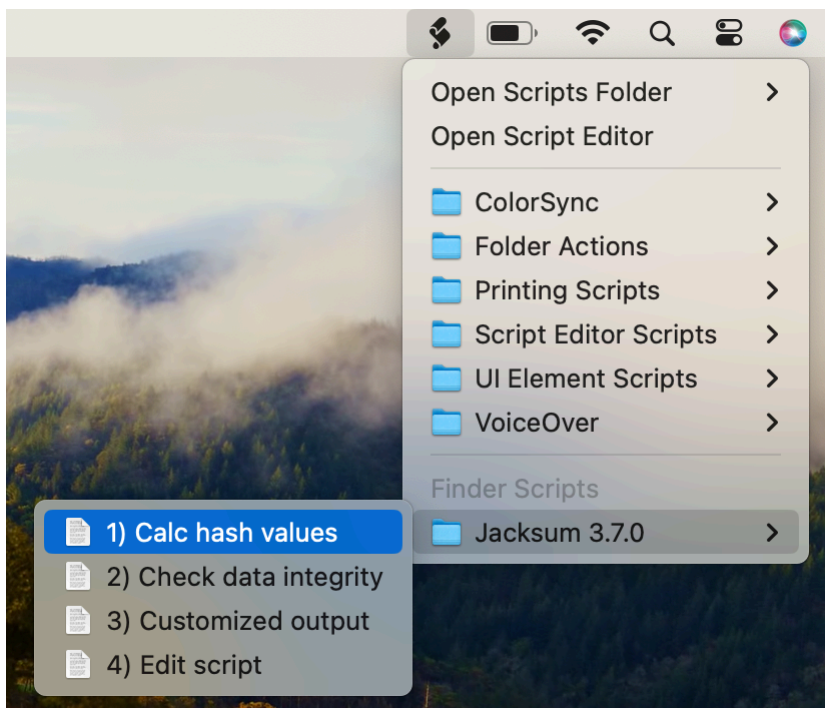 Open Scripts Folder
Open Script Editor
ColorSync
Folder Actions
Printing Scripts
Script Editor Scripts
UI Element Scripts
VoiceOver
Finder Scripts
Jacksum 3.7.0
1) Calc hash values
2) Check data integrity
3) Customized output
4) Edit script